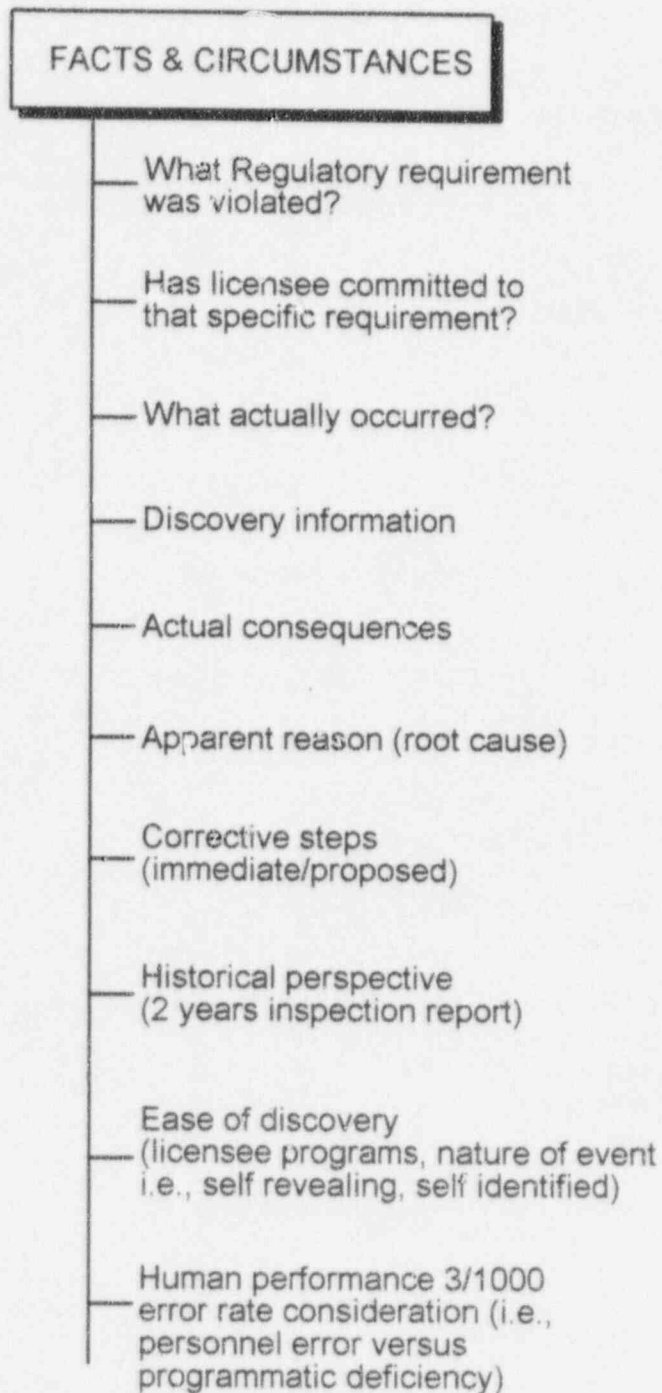 FACTS & CIRCUMSTANCES
What Regulatory requirement
was violated?
Has licensee committed to
that specific requirement?
What actually occurred?
Discovery information
Actual consequences
Apparent reason (root cause)
Corrective steps
(immediate/proposed)
Historical perspective
(2 years inspection report)
Ease of discovery
(licensee programs, nature of event
i.e., self revealing, self identified)
Human performance 3/1000
error rate consideration (i.e.,
personnel error versus
programmatic deficiency)